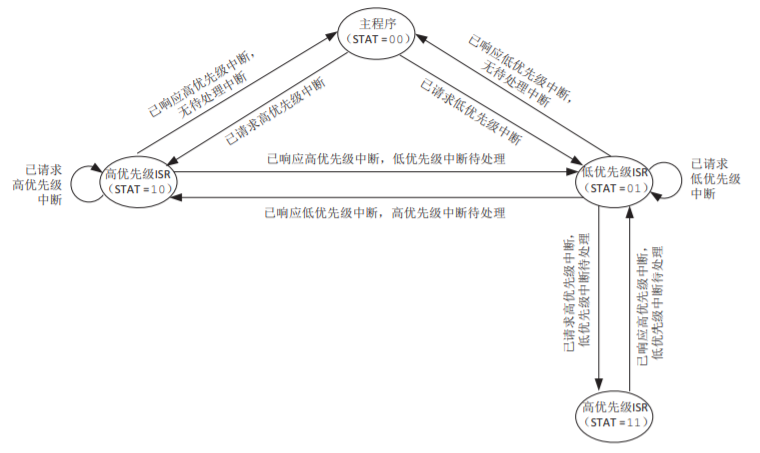 主程序
（STAT =00）
已响应高优先级中断，
无待处理中断
已请求高优先级中断
已请求低优先级中断
已响应低优先级中断，
无待处理中断
已请求
高优先级
中断
高优先级ISR
（STAT =10）
已响应高优先级中断，低优先级中断待处理
已响应低优先级中断，高优先级中断待处理
低优先级ISR
（STAT =01）
已请求
低优先级
中断
已请求高优先级中断，
低优先级中断待处理
已响应高优先级中断，
低优先级中断待处理
高优先级ISR
（STAT =11）